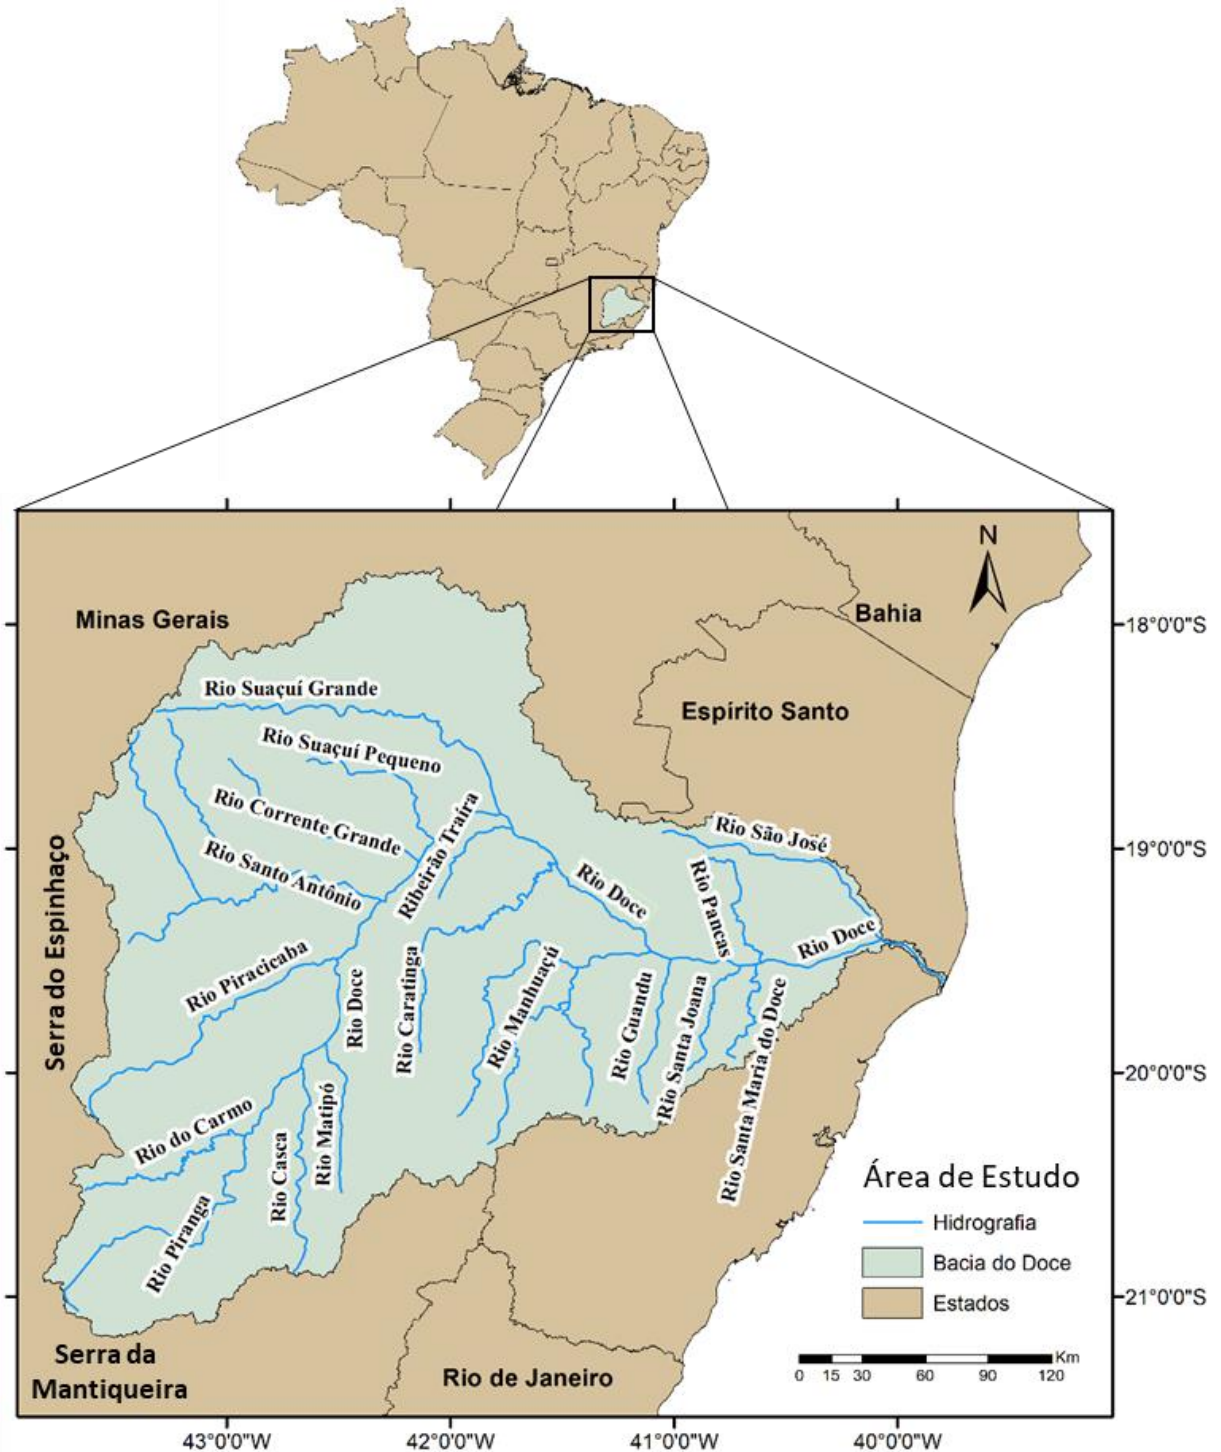 N
Minas Gerais
Bahia
18°0'0"S
Rio Suaçuí Grande
Espírito Santo
Rio Suaçuí Pequeno
Rio Corrente Grande
Ribeirão Traíra
Rio São José
19°0'0"S
Rio Santo Antônio
Rio Doce
Rio Pancas
Rio Doce
Serra do Espinhaço
Rio Piracicaba
Rio Doce
Rio Caratinga
Rio Manhuaçú
Rio Guandu
Rio Santa Joana
Rio Santa Maria do Doce
20°0'0"S
Rio do Carmo
Rio Matipó
Rio Casca
Rio Piranga
Área de Estudo
Hidrografia
Bacia do Doce
Estados
21°0'0"S
Serra da
Mantiqueira
Rio de Janeiro
Km
0 15 30 60 90 120
43°0'0"W 42°0'0"W 41°0'0"W 40°0'0"W